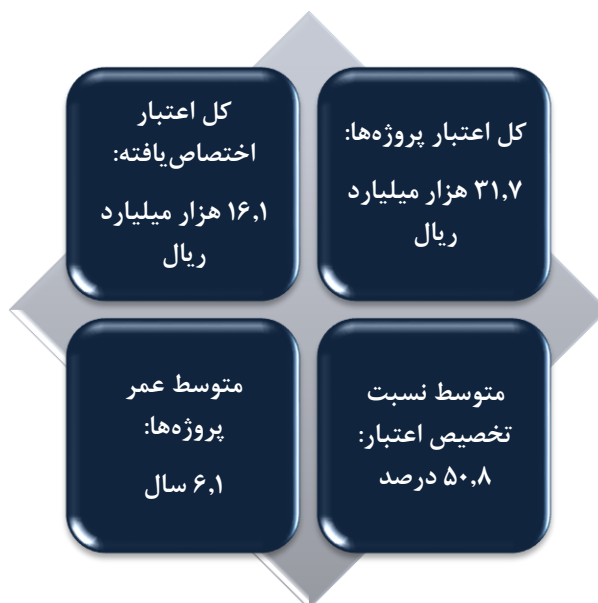 کل اعتبار پروژه‌ها:
۳۱,۷ هزار میلیارد
ریال
کل اعتبار
اختصاص‌یافته:
۱۶,۱ هزار میلیارد
ریال
متوسط نسبت
تخصیص اعتبار:
۵۰,۸ درصد
متوسط عمر
پروژه‌ها:
۶,۱ سال